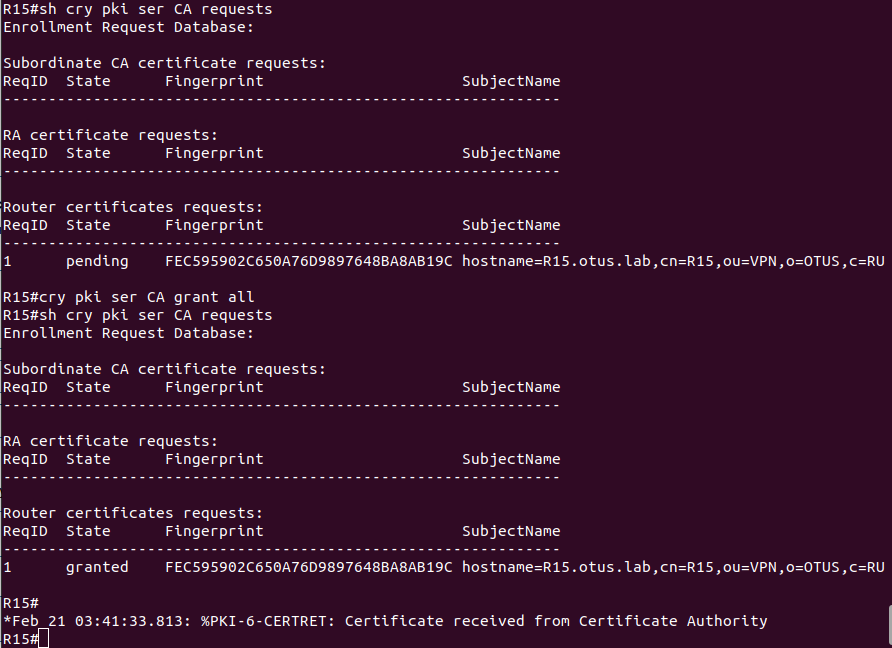 R15#sh cry pki ser CA requests
Enrollment Request Database:
Subordinate CA certificate requests:
ReqID  State      Fingerprint                      SubjectName
--------------------------------------------------------------
RA certificate requests:
ReqID  State      Fingerprint                      SubjectName
--------------------------------------------------------------
Router certificates requests:
ReqID  State      Fingerprint                      SubjectName
--------------------------------------------------------------
1      pending    FEC595902C650A76D9897648BA8AB19C hostname=R15.otus.lab,cn=R15,ou=VPN,o=OTUS,c=RU
R15#cry pki ser CA grant all
R15#sh cry pki ser CA requests
Enrollment Request Database:
Subordinate CA certificate requests:
ReqID  State      Fingerprint                      SubjectName
--------------------------------------------------------------
RA certificate requests:
ReqID  State      Fingerprint                      SubjectName
--------------------------------------------------------------
Router certificates requests:
ReqID  State      Fingerprint                      SubjectName
--------------------------------------------------------------
1      granted    FEC595902C650A76D9897648BA8AB19C hostname=R15.otus.lab,cn=R15,ou=VPN,o=OTUS,c=RU
R15#
*Feb 21 03:41:33.813: %PKI-6-CERTRET: Certificate received from Certificate Authority
R15#